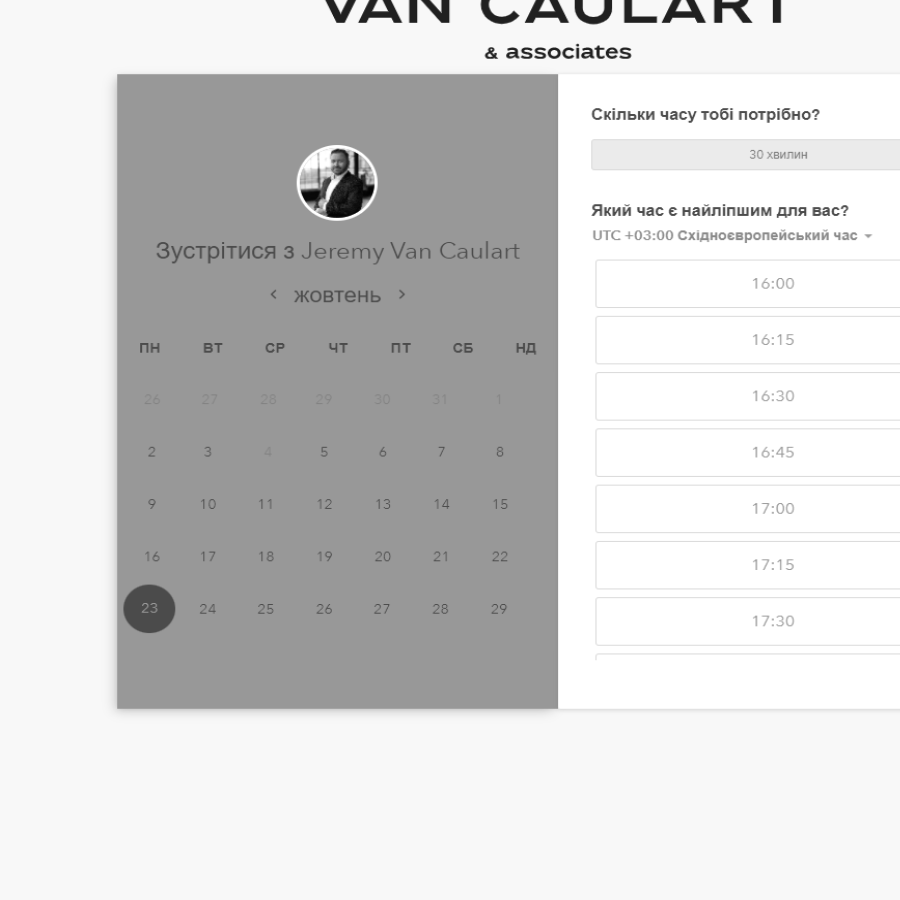 VAN CAULART
& associates
Зустрітися з Jeremy Van Caulart
жовтень
ПН ВТ СР ЧТ ПТ СБ НД
26 27 28 29 30 31 1
2 3 4 5 6 7 8
9 10 11 12 13 14 15
16 17 18 19 20 21 22
23 24 25 26 27 28 29
Скільки часу тобі потрібно?
30 хвилин
Який час є найліпшим для вас?
UTC +03:00 Східноєвропейський час
16:00
16:15
16:30
16:45
17:00
17:15
17:30